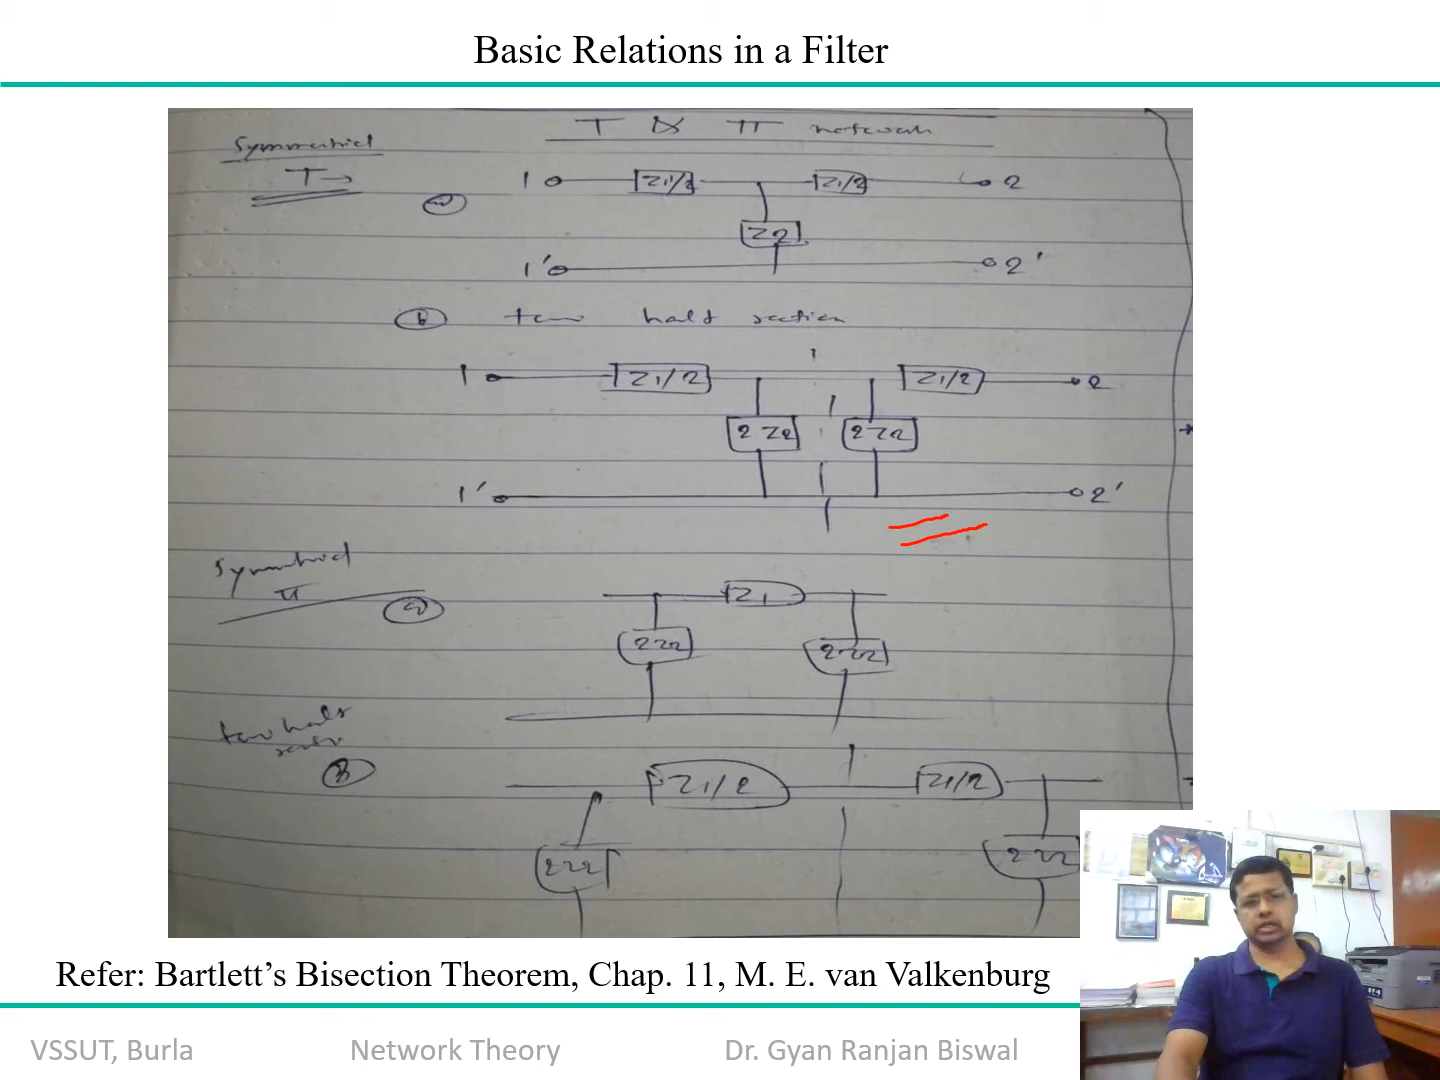 Basic Relations in a Filter
T & π network
Symmetrical
T →
a
1 Z1/2 Z1/2 2
Z2
1' 2'
b two half section
1 Z1/2 Z1/2 2
2Z2 2Z2
1' 2'
Symmetrical
π
a
Z1
2Z2 2Z2
two half
B
Z1/2 Z1/2
2Z2 2Z2
Refer: Bartlett’s Bisection Theorem, Chap. 11, M. E. van Valkenburg
VSSUT, Burla Network Theory Dr. Gyan Ranjan Biswal